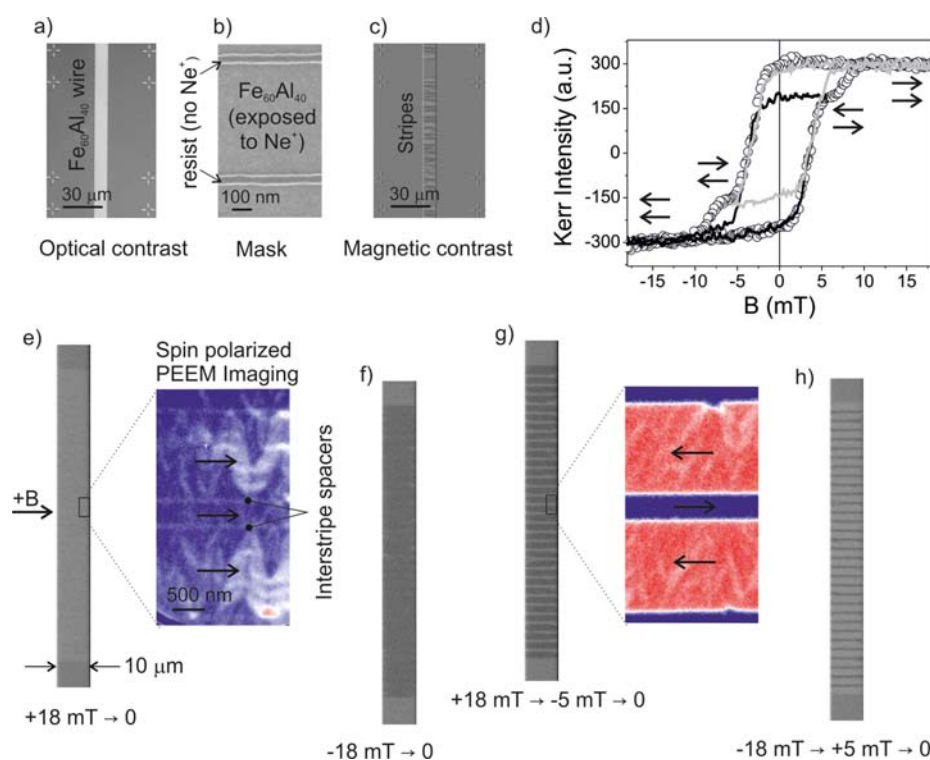 a)
Fe60Al40 wire
30 μm
Optical contrast
b)
resist (no Ne+)
Fe60Al40
(exposed
to Ne+)
100 nm
Mask
c)
Stripes
30 μm
Magnetic contrast
d)
Kerr Intensity (a.u.)
300
150
0
-150
-300
-15
-10
-5
0
5
10
15
B (mT)
e)
+B
10 μm
+18 mT → 0
Spin polarized
PEEM Imaging
500 nm
Interstripe spacers
f)
-18 mT → 0
g)
+18 mT → -5 mT → 0
h)
-18 mT → +5 mT → 0